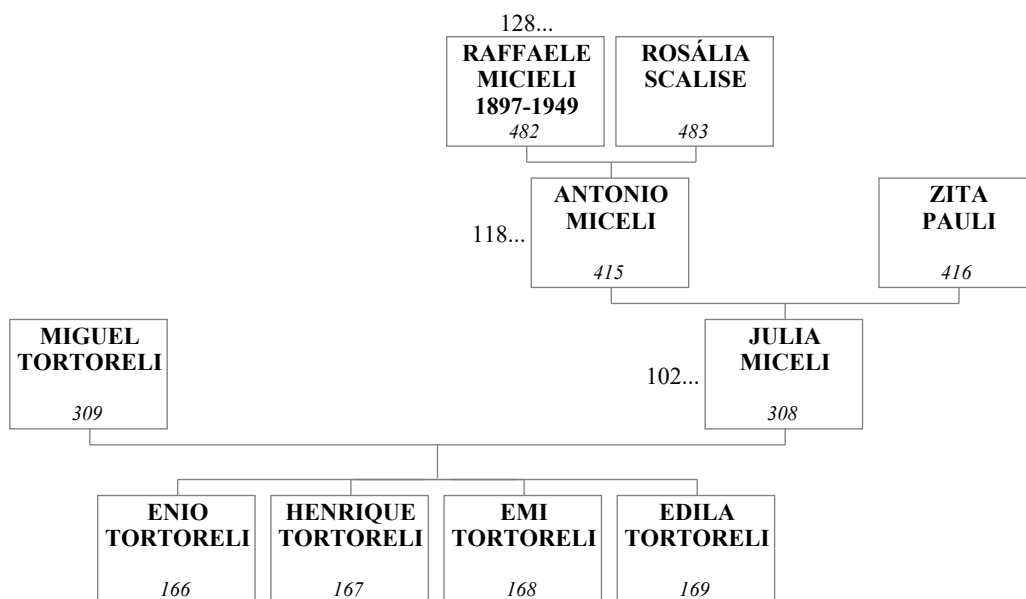 128...
RAFFAELE
MICIELI
1897-1949
482
ROSÁLIA
SCALISE
483
118...
ANTONIO
MICELI
415
ZITA
PAULI
416
MIGUEL
TORTORELI
309
102...
JULIA
MICELI
308
ENIO
TORTORELI
166
HENRIQUE
TORTORELI
167
EMI
TORTORELI
168
EDILA
TORTORELI
169